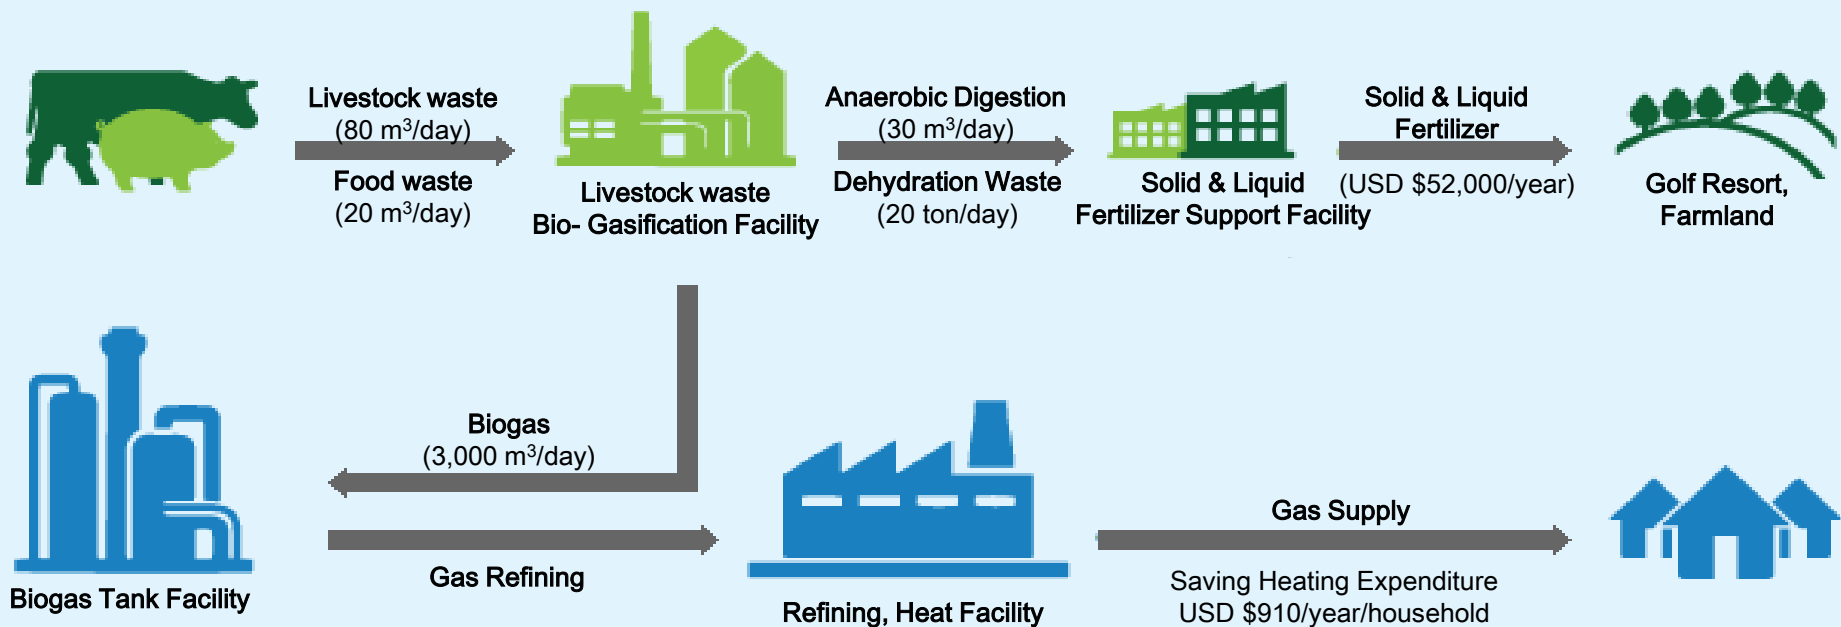 Livestock waste
(80 m³/day)
Food waste
(20 m³/day)
Livestock waste
Bio- Gasification Facility
Anaerobic Digestion
(30 m³/day)
Dehydration Waste
(20 ton/day)
Solid & Liquid
Fertilizer Support Facility
Solid & Liquid
Fertilizer
(USD $52,000/year)
Golf Resort,
Farmland
Biogas Tank Facility
Biogas
(3,000 m³/day)
Gas Refining
Refining, Heat Facility
Gas Supply
Saving Heating Expenditure
USD $910/year/household